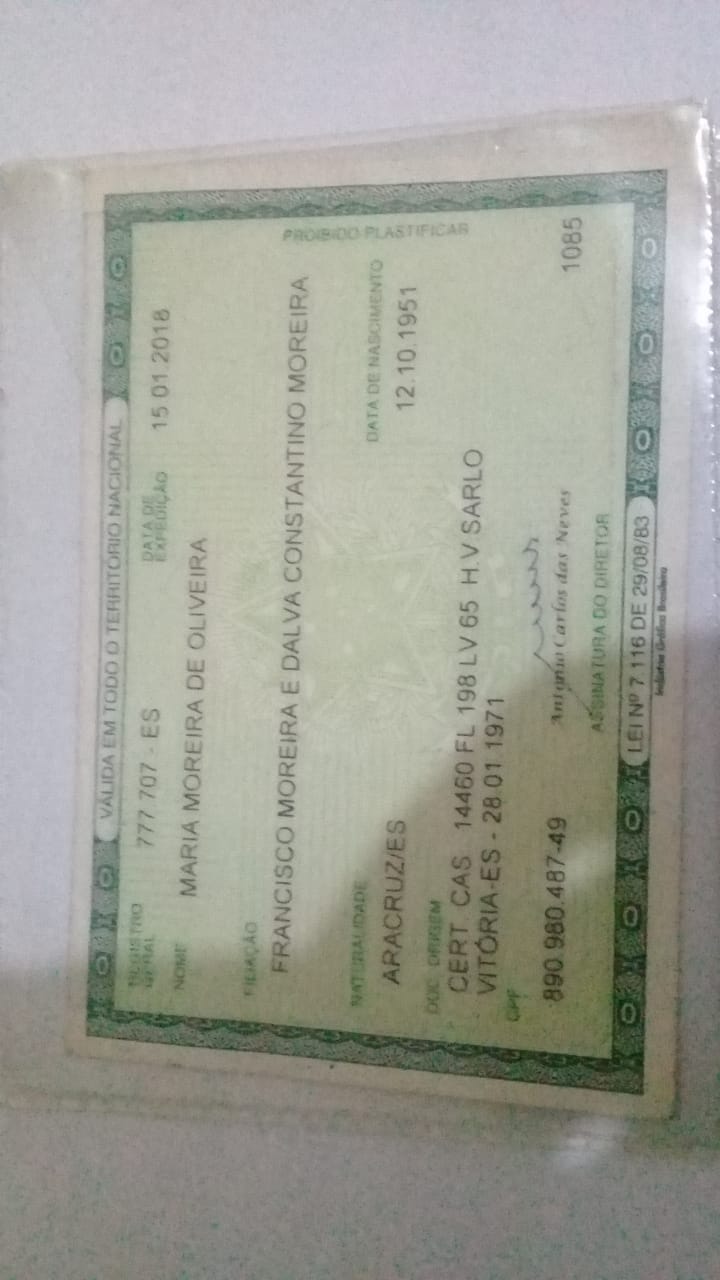 VÁLIDA EM TODO O TERRITÓRIO NACIONAL
REGISTRO GERAL 777 707 - ES DATA DE EXPEDIÇÃO 15 01 2018
NOME MARIA MOREIRA DE OLIVEIRA
FILIAÇÃO
FRANCISCO MOREIRA E DALVA CONSTANTINO MOREIRA
PROIBIDO PLASTIFICAR
NATURALIDADE DATA DE NASCIMENTO
ARACRUZ/ES 12.10.1951
DOC. ORIGEM
CERT. CAS 14460 FL 198 LV 65 H.V SARLO
VITÓRIA-ES - 28 01 1971
CPF
890.980.487-49 1085
Antonio Carlos das Neves
ASSINATURA DO DIRETOR
LEI Nº 7 116 DE 29/08/83
Indústria Gráfica Brasileira